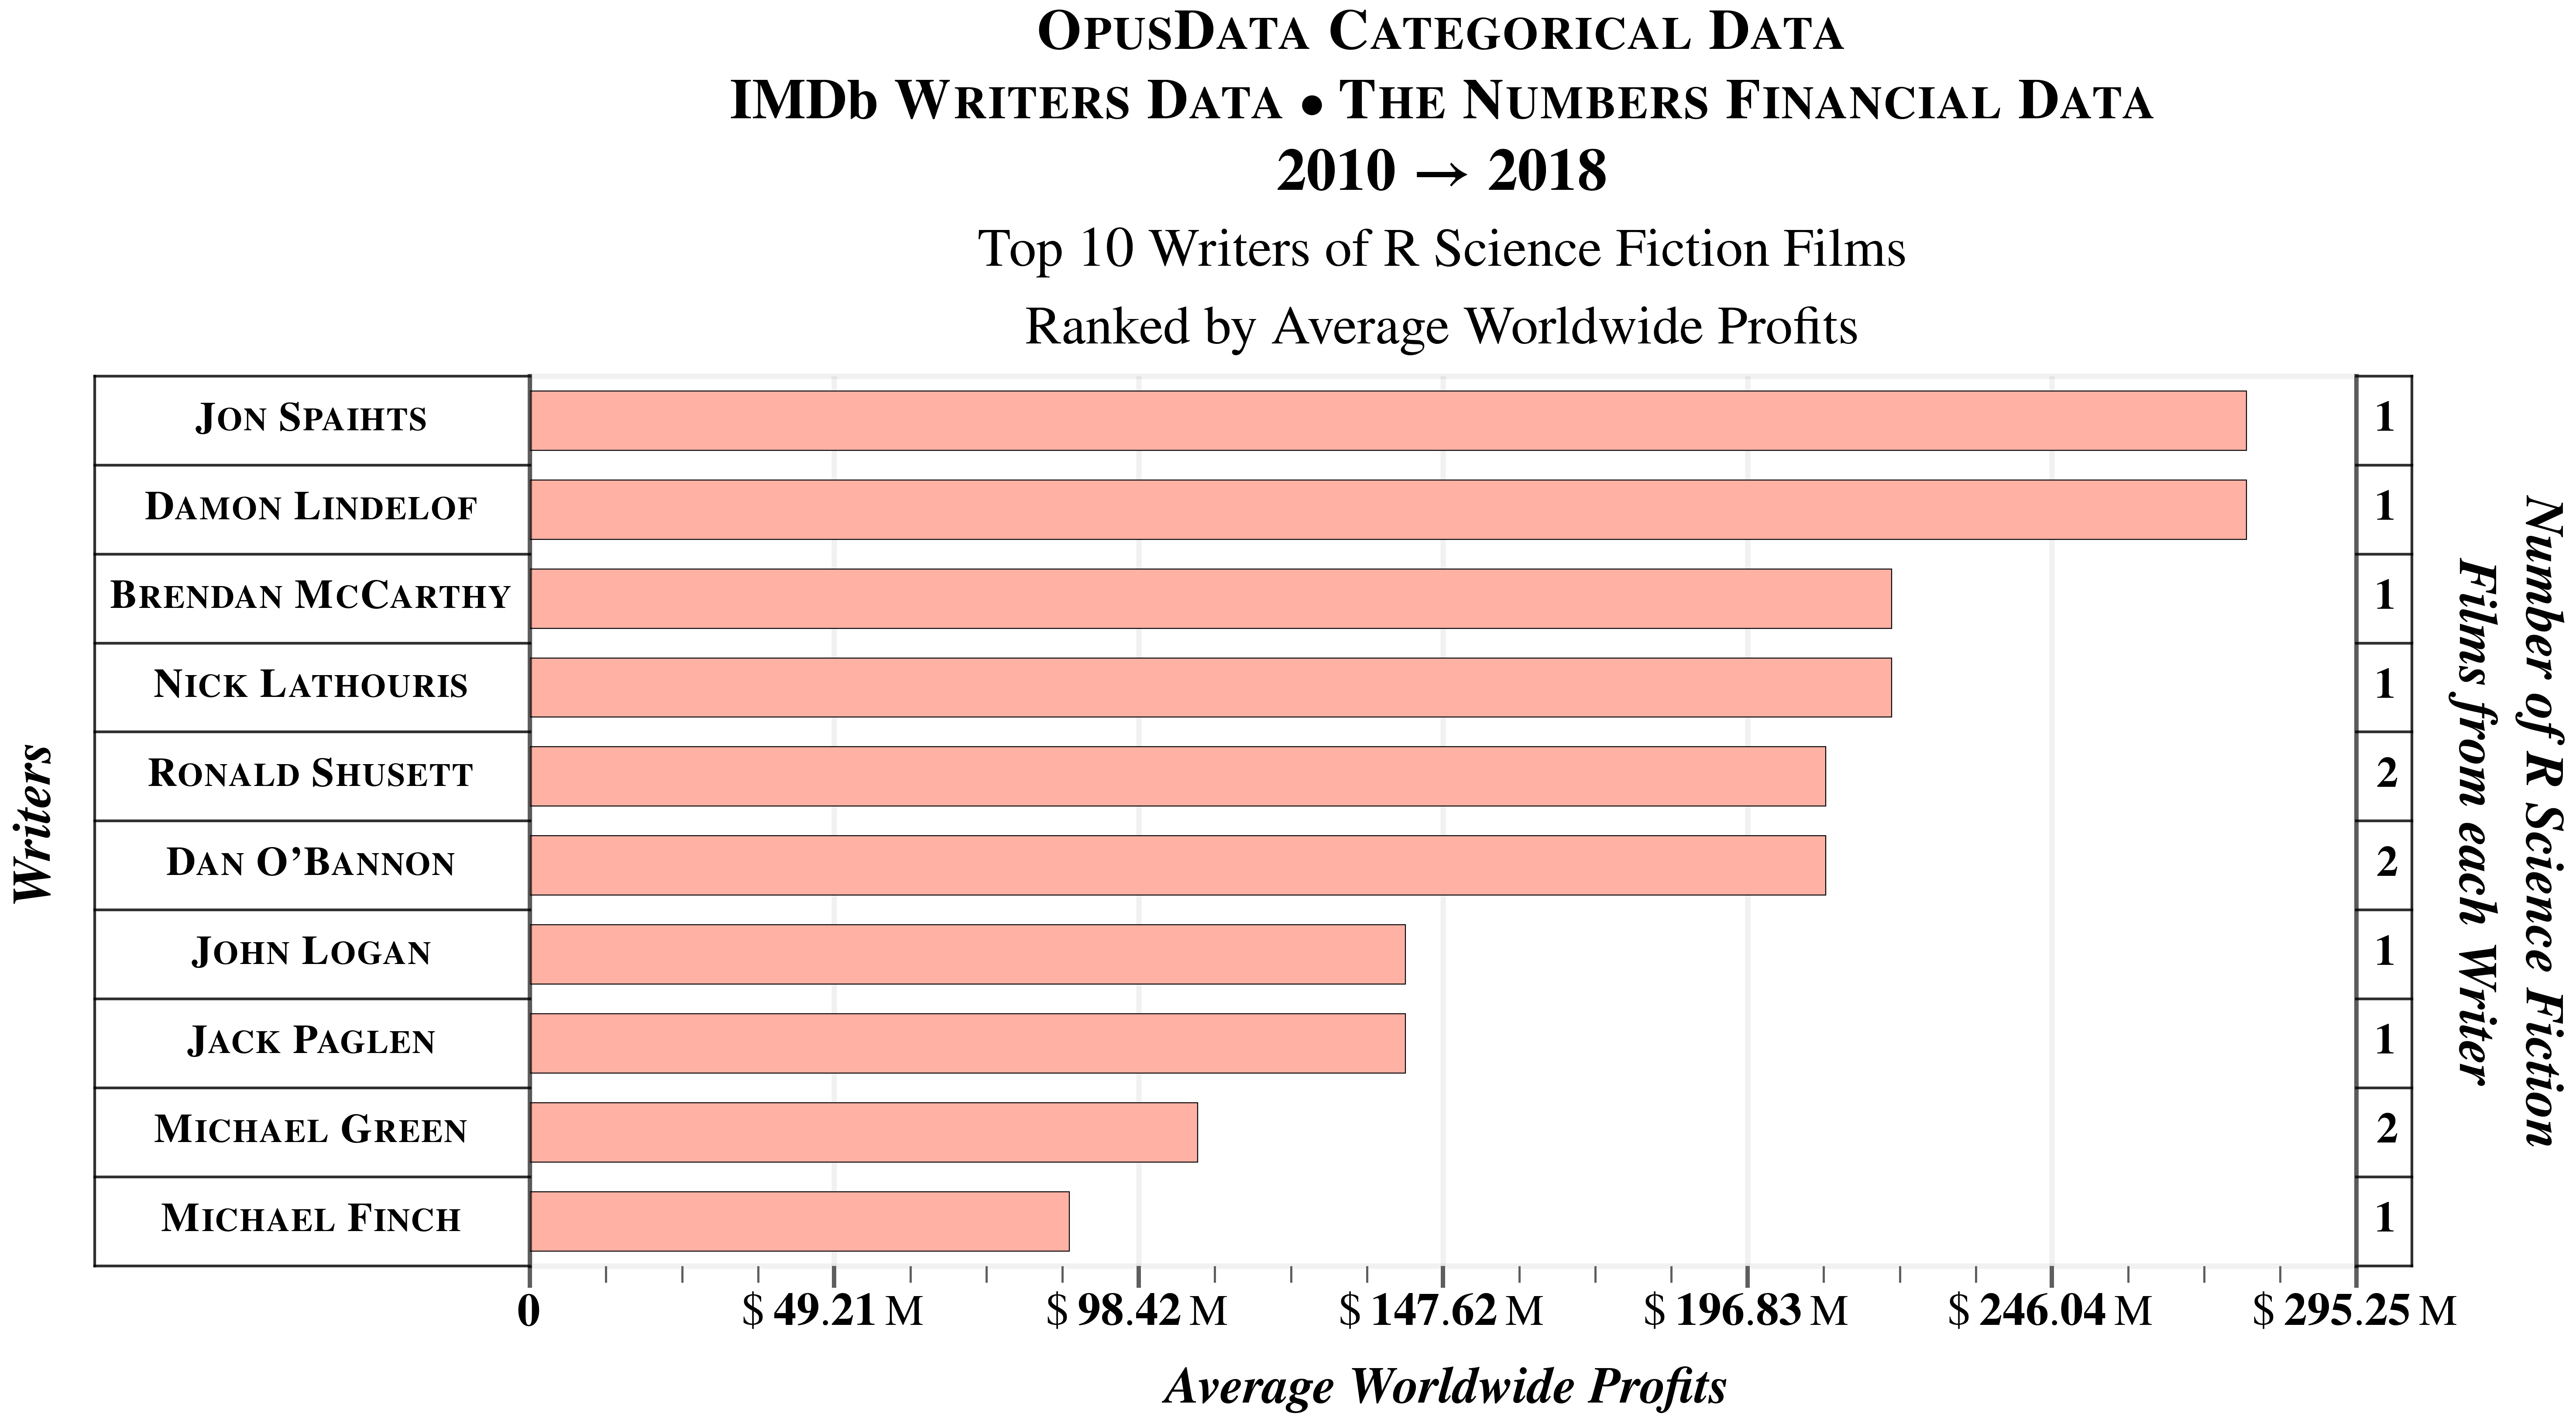 OpusData Categorical Data
IMDb Writers Data • The Numbers Financial Data
2010 → 2018
Top 10 Writers of R Science Fiction Films
Ranked by Average Worldwide Profits
Writers
Jon Spaihts 1
Damon Lindelof 1
Brendan McCarthy 1
Nick Lathouris 1
Ronald Shusett 2
Dan O’Bannon 2
John Logan 1
Jack Paglen 1
Michael Green 2
Michael Finch 1
Number of R Science Fiction
Films from each Writer
0 $ 49.21 M $ 98.42 M $ 147.62 M $ 196.83 M $ 246.04 M $ 295.25 M
Average Worldwide Profits